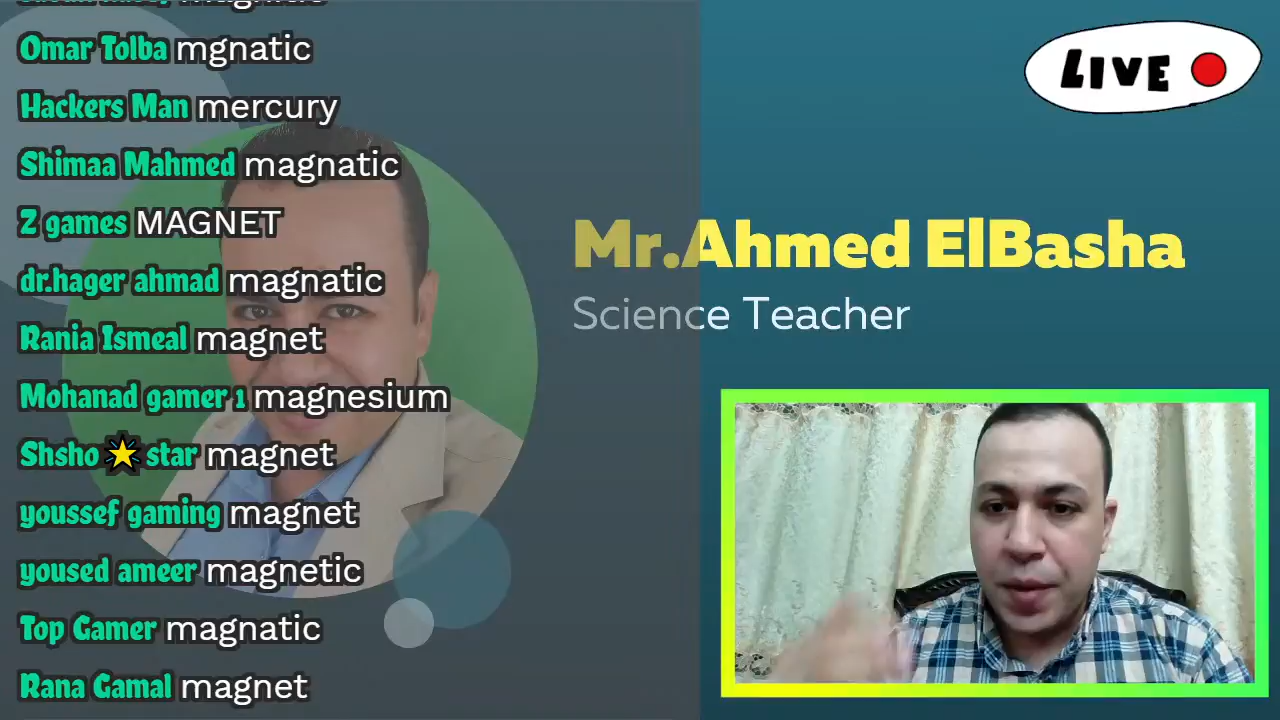 Omar Tolba mgnatic
Hackers Man mercury
Shimaa Mahmed magnatic
Z games MAGNET
dr.hager ahmad magnatic
Rania Ismeal magnet
Mohanad gamer 1 magnesium
Shsho 🌟 star magnet
youssef gaming magnet
yoused ameer magnetic
Top Gamer magnatic
Rana Gamal magnet
LIVE
Mr.Ahmed ElBasha
Science Teacher